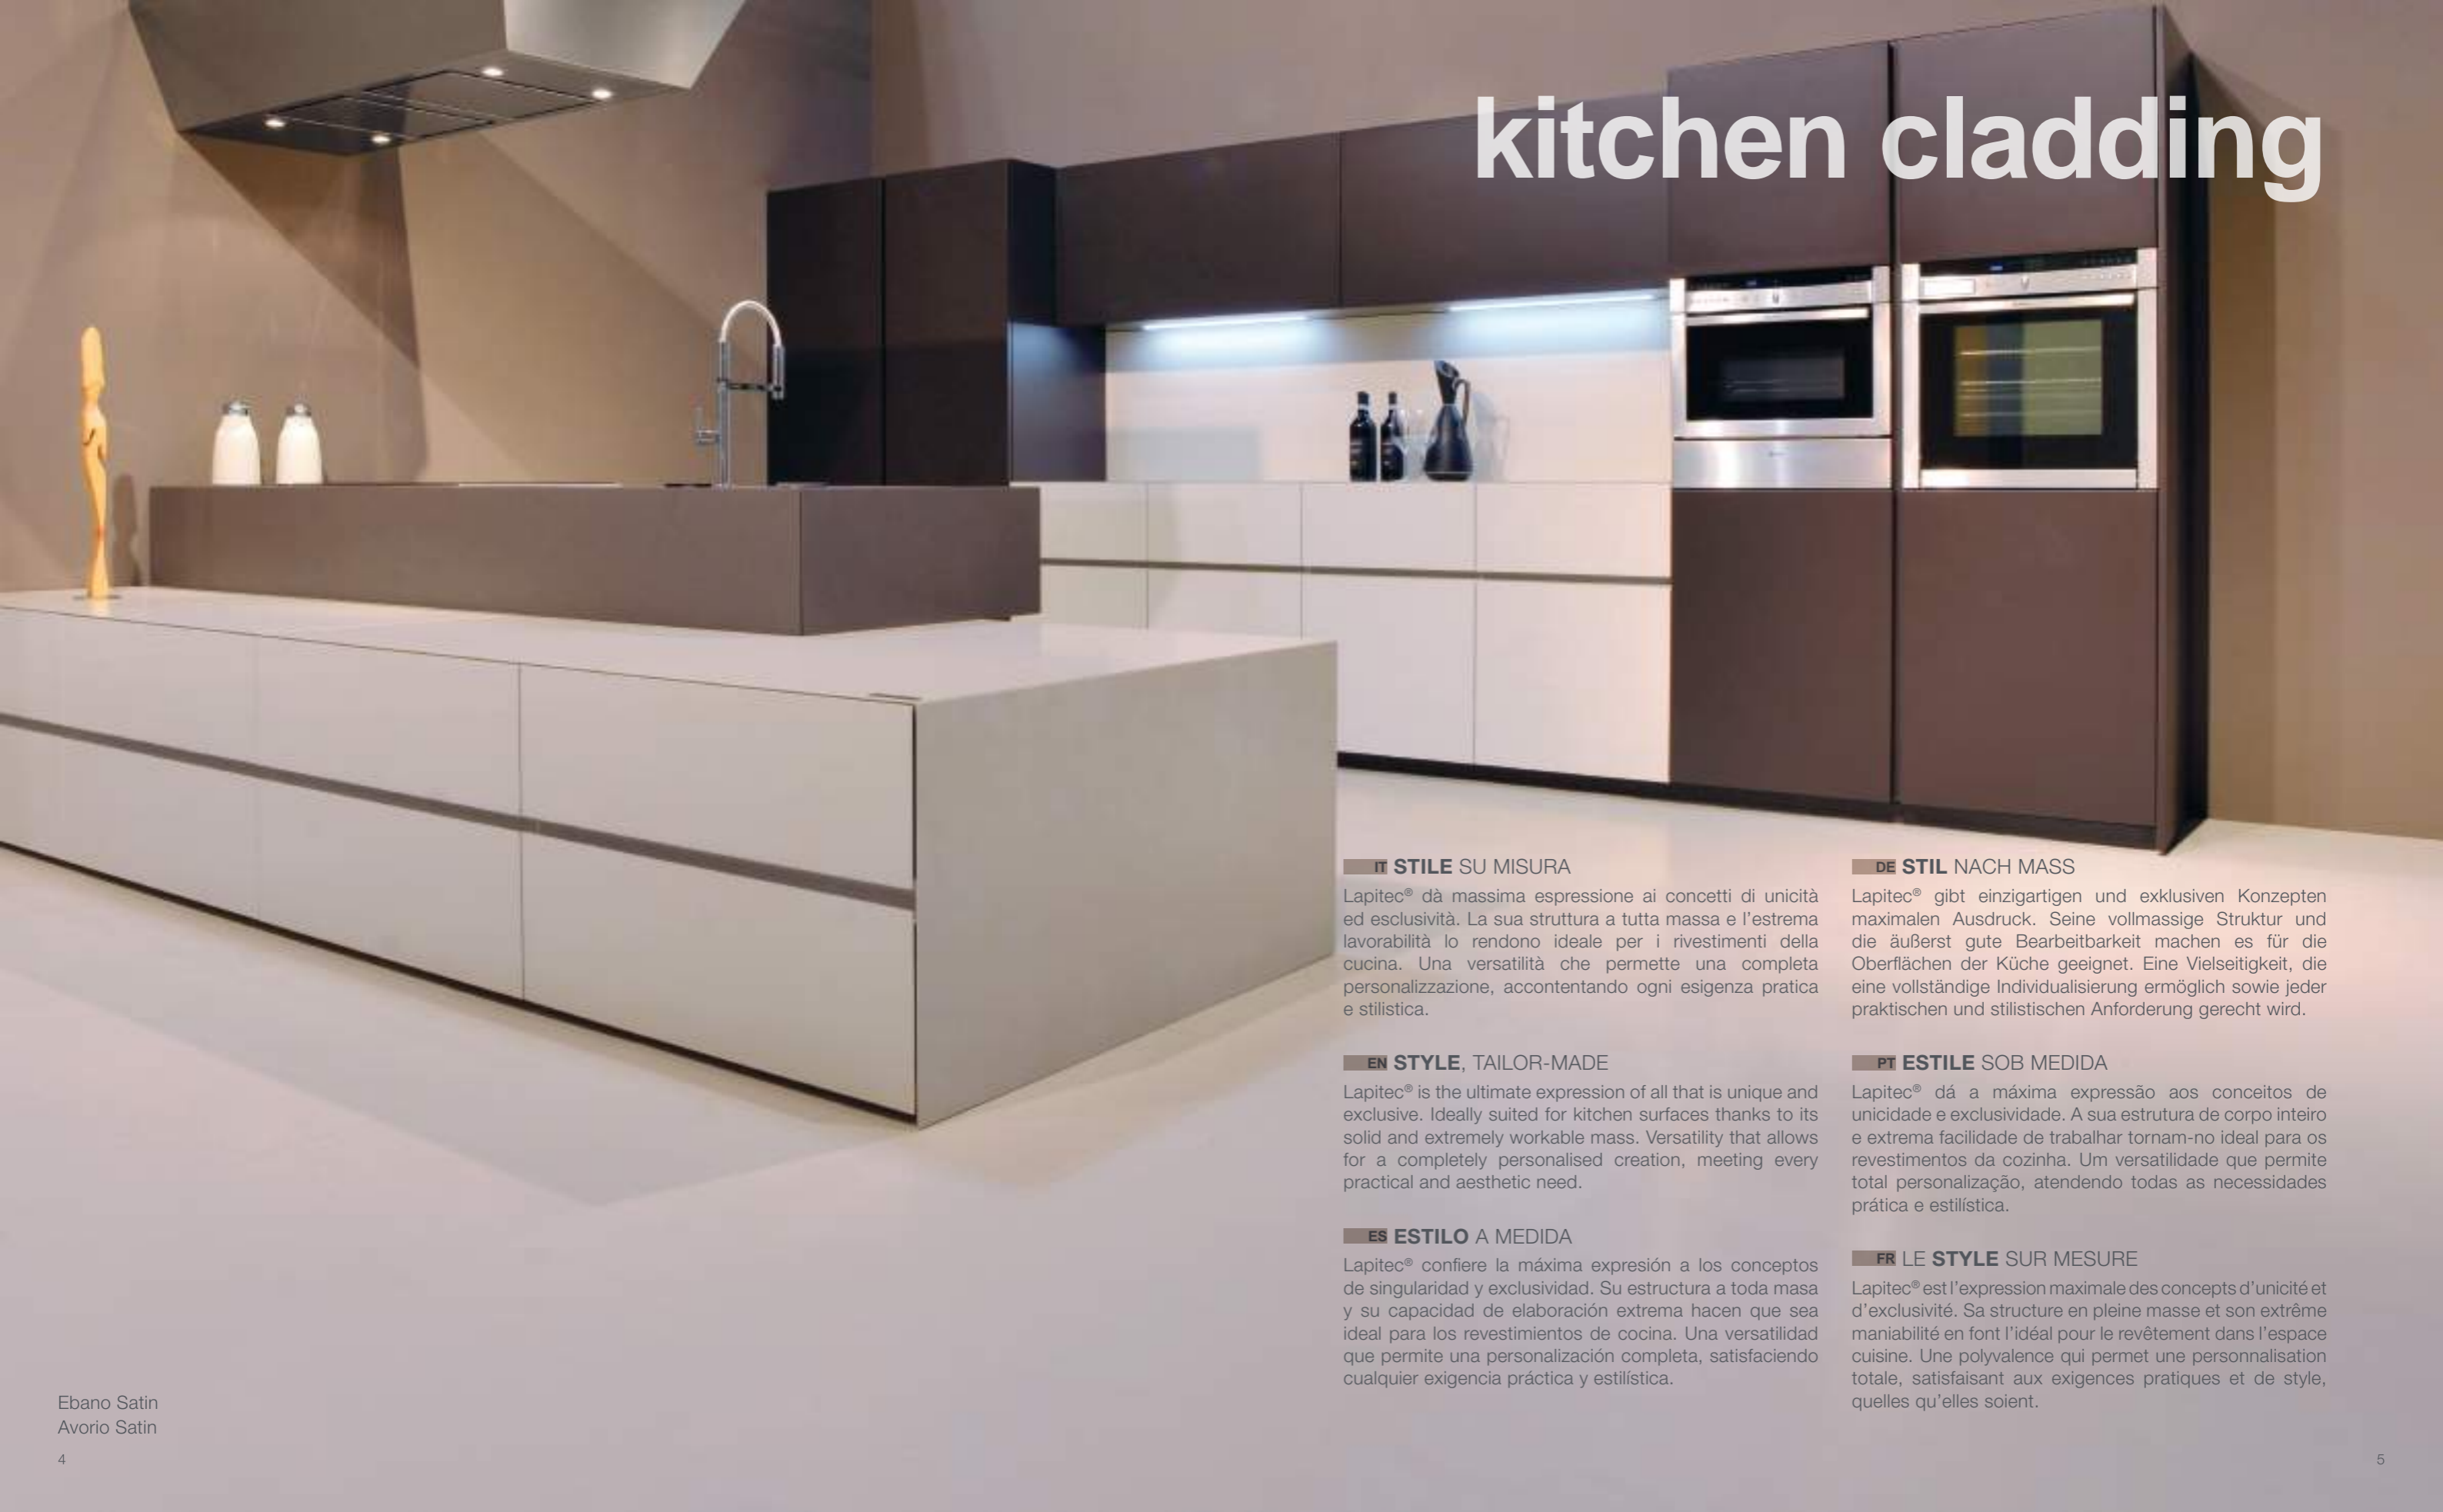 kitchen cladding
IT STILE SU MISURA
Lapitec® dà massima espressione ai concetti di unicità
ed esclusività. La sua struttura a tutta massa e l'estrema
lavorabilità lo rendono ideale per i rivestimenti della
cucina. Una versatilità che permette una completa
personalizzazione, accontentando ogni esigenza pratica
e stilistica.
EN STYLE, TAILOR-MADE
Lapitec® is the ultimate expression of all that is unique and
exclusive. Ideally suited for kitchen surfaces thanks to its
solid and extremely workable mass. Versatility that allows
for a completely personalised creation, meeting every
practical and aesthetic need.
ES ESTILO A MEDIDA
Lapitec® confiere la máxima expresión a los conceptos
de singularidad y exclusividad. Su estructura a toda masa
y su capacidad de elaboración extrema hacen que sea
ideal para los revestimientos de cocina. Una versatilidad
que permite una personalización completa, satisfaciendo
cualquier exigencia práctica y estilística.
DE STIL NACH MASS
Lapitec® gibt einzigartigen und exklusiven Konzepten
maximalen Ausdruck. Seine vollmassige Struktur und
die äußerst gute Bearbeitbarkeit machen es für die
Oberflächen der Küche geeignet. Eine Vielseitigkeit, die
eine vollständige Individualisierung ermöglich sowie jeder
praktischen und stilistischen Anforderung gerecht wird.
PT ESTILE SOB MEDIDA
Lapitec® dá a máxima expressão aos conceitos de
unicidade e exclusividade. A sua estrutura de corpo inteiro
e extrema facilidade de trabalhar tornam-no ideal para os
revestimentos da cozinha. Um versatilidade que permite
total personalização, atendendo todas as necessidades
prática e estilística.
FR LE STYLE SUR MESURE
Lapitec® est l'expression maximale des concepts d'unicité et
d'exclusivité. Sa structure en pleine masse et son extrême
maniabilité en font l'idéal pour le revêtement dans l'espace
cuisine. Une polyvalence qui permet une personnalisation
totale, satisfaisant aux exigences pratiques et de style,
quelles qu'elles soient.
Ebano Satin
Avorio Satin
4
5